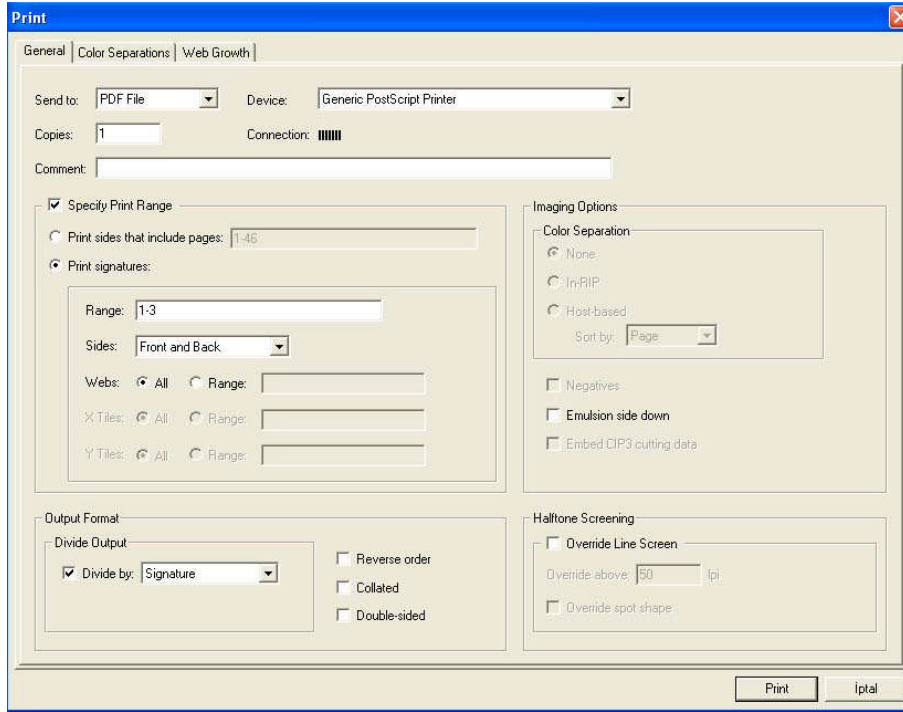 Print
General Color Separations Web Growth
Send to: PDF File Device: Generic PostScript Printer
Copies: 1 Connection:
Comment:
Specify Print Range
Print sides that include pages: 1-46
Print signatures:
Range: 1-3
Sides: Front and Back
Webs: All Range:
X Tiles: All Range:
Y Tiles: All Range:
Imaging Options
Color Separation
None
In-RIP
Host-based
Sort by: Page
Negatives
Emulsion side down
Embed CIP3 cutting data
Output Format
Divide Output
Divide by: Signature
Reverse order
Collated
Double-sided
Halftone Screening
Override Line Screen
Override above: 50 lpi
Override spot shape
Print İptal